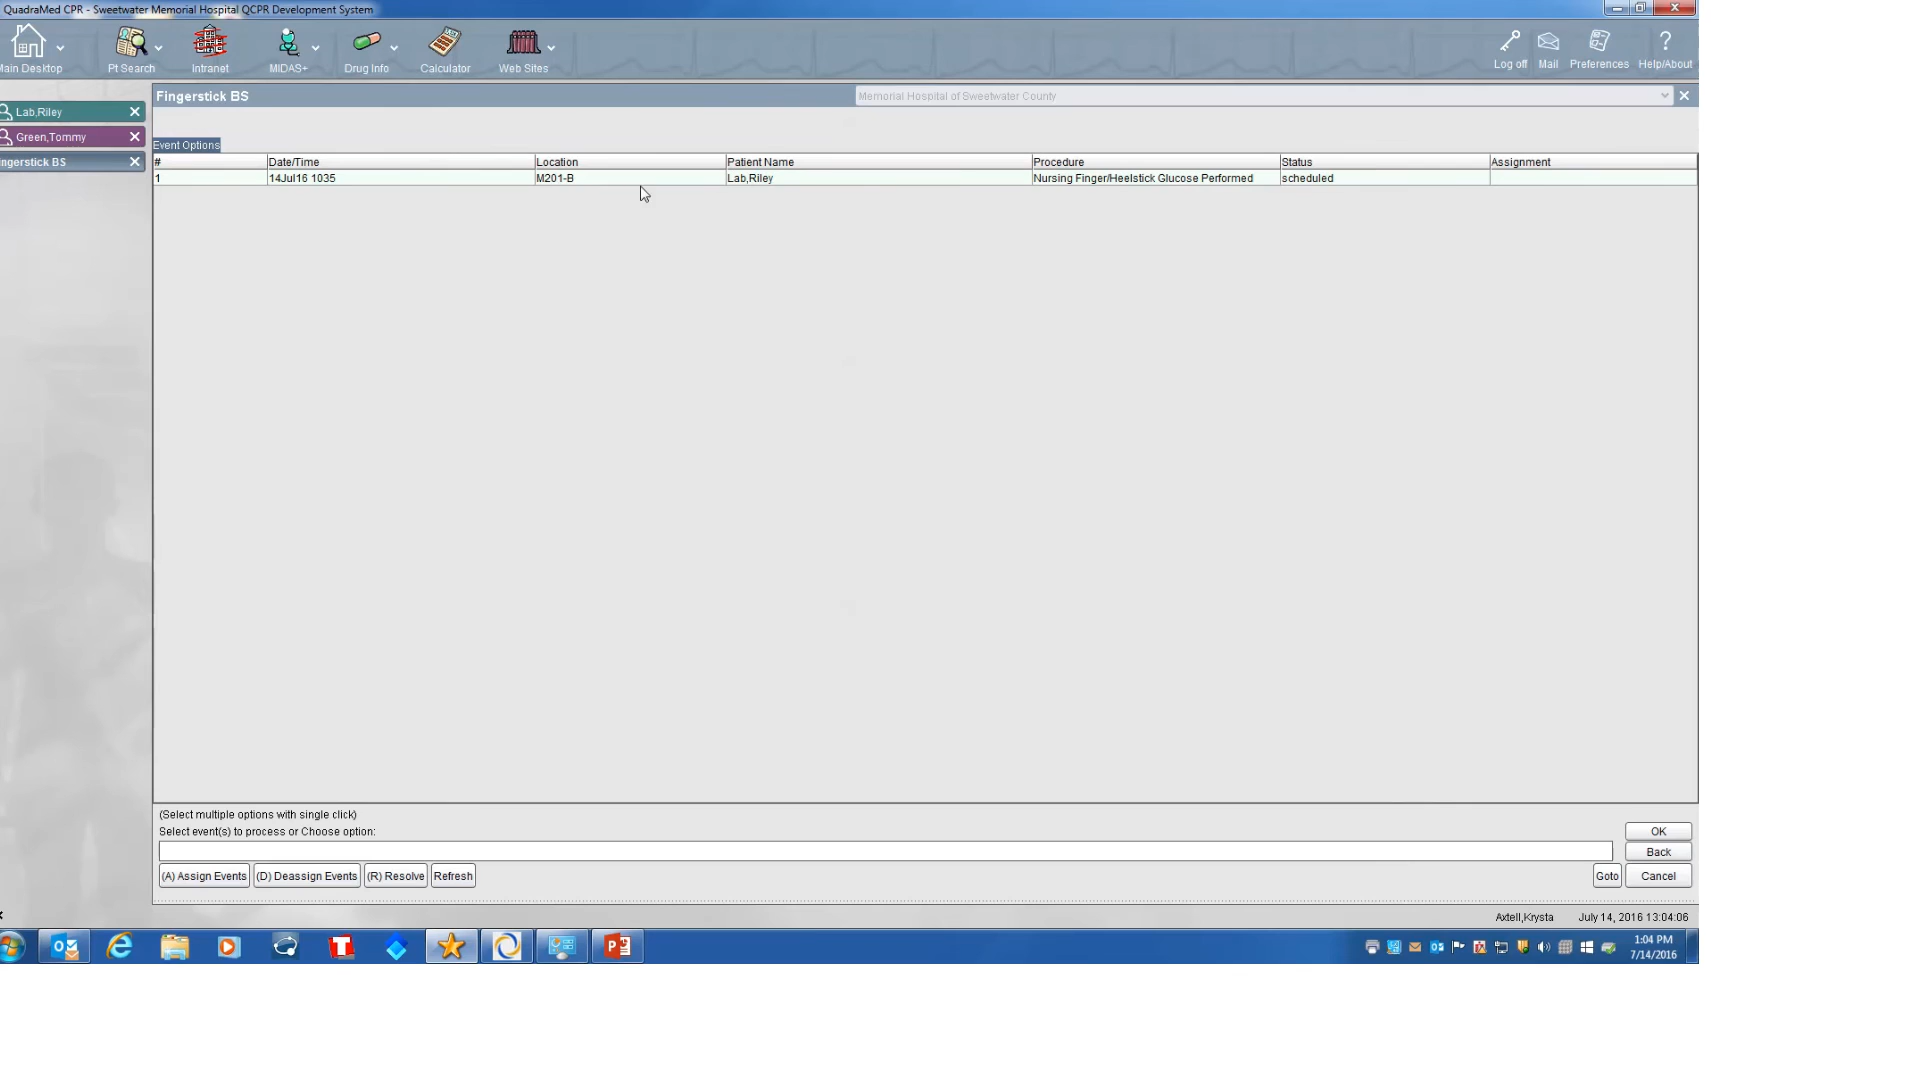 QuadraMed CPR - Sweetwater Memorial Hospital QCPR Development System
Main Desktop Pt Search Intranet MIDAS+ Drug Info Calculator Web Sites Log off Mail Preferences Help/About
Fingerstick BS Memorial Hospital of Sweetwater County
Lab,Riley
Green,Tommy
ngerstick BS
Event Options
# Date/Time Location Patient Name Procedure Status Assignment
1 14Jul16 1035 M201-B Lab,Riley Nursing Finger/Heelstick Glucose Performed scheduled
(Select multiple options with single click)
Select event(s) to process or Choose option:
OK
Back
(A) Assign Events (D) Deassign Events (R) Resolve Refresh Goto Cancel
Axtell,Krysta July 14, 2016 13:04:06
1:04 PM
7/14/2016